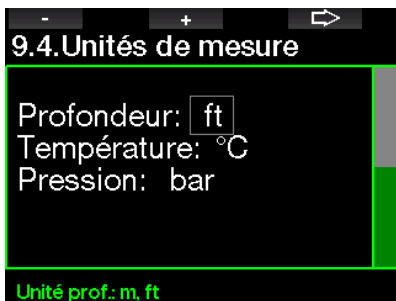 - +
9.4.Unités de mesure
Profondeur: ft
Température: °C
Pression: bar
Unité prof.: m, ft